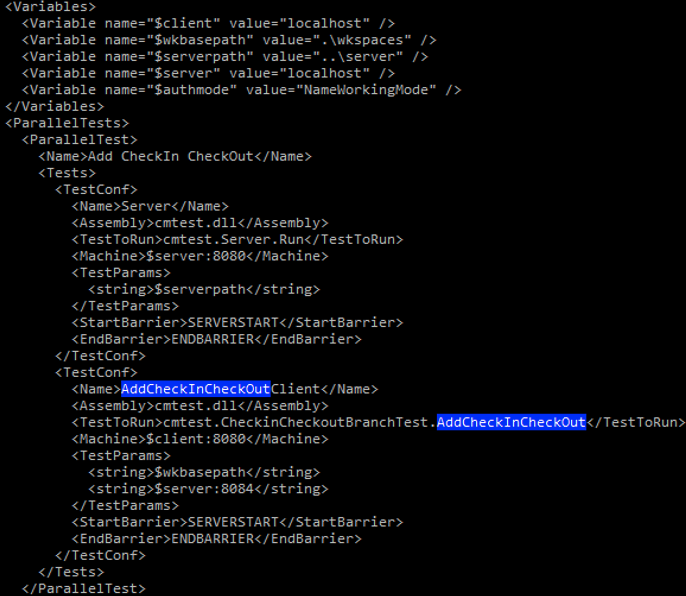 <Variables>
<Variable name="$client" value="localhost" />
<Variable name="$wkbasepath" value=".\wkspaces" />
<Variable name="$serverpath" value="..\server" />
<Variable name="$server" value="localhost" />
<Variable name="$authmode" value="NameWorkingMode" />
</Variables>
<ParallelTests>
<ParallelTest>
<Name>Add CheckIn CheckOut</Name>
<Tests>
<TestConf>
<Name>Server</Name>
<Assembly>cmtest.dll</Assembly>
<TestToRun>cmtest.Server.Run</TestToRun>
<Machine>$server:8080</Machine>
<TestParams>
<string>$serverpath</string>
</TestParams>
<StartBarrier>SERVERSTART</StartBarrier>
<EndBarrier>ENDBARRIER</EndBarrier>
</TestConf>
<TestConf>
<Name>AddCheckInCheckOutClient</Name>
<Assembly>cmtest.dll</Assembly>
<TestToRun>cmtest.CheckinCheckoutBranchTest.AddCheckInCheckOut</TestToRun>
<Machine>$client:8080</Machine>
<TestParams>
<string>$wkbasepath</string>
<string>$server:8084</string>
</TestParams>
<StartBarrier>SERVERSTART</StartBarrier>
<EndBarrier>ENDBARRIER</EndBarrier>
</TestConf>
</Tests>
</ParallelTest>